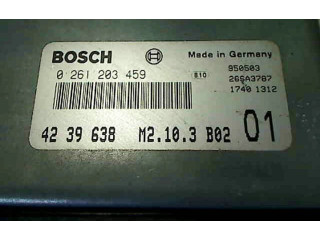 BOSCH Made in Germany
0 261 203 459 810 950503
26SA3787
1740 1312
42 39 638 M2.10.3 B02 01